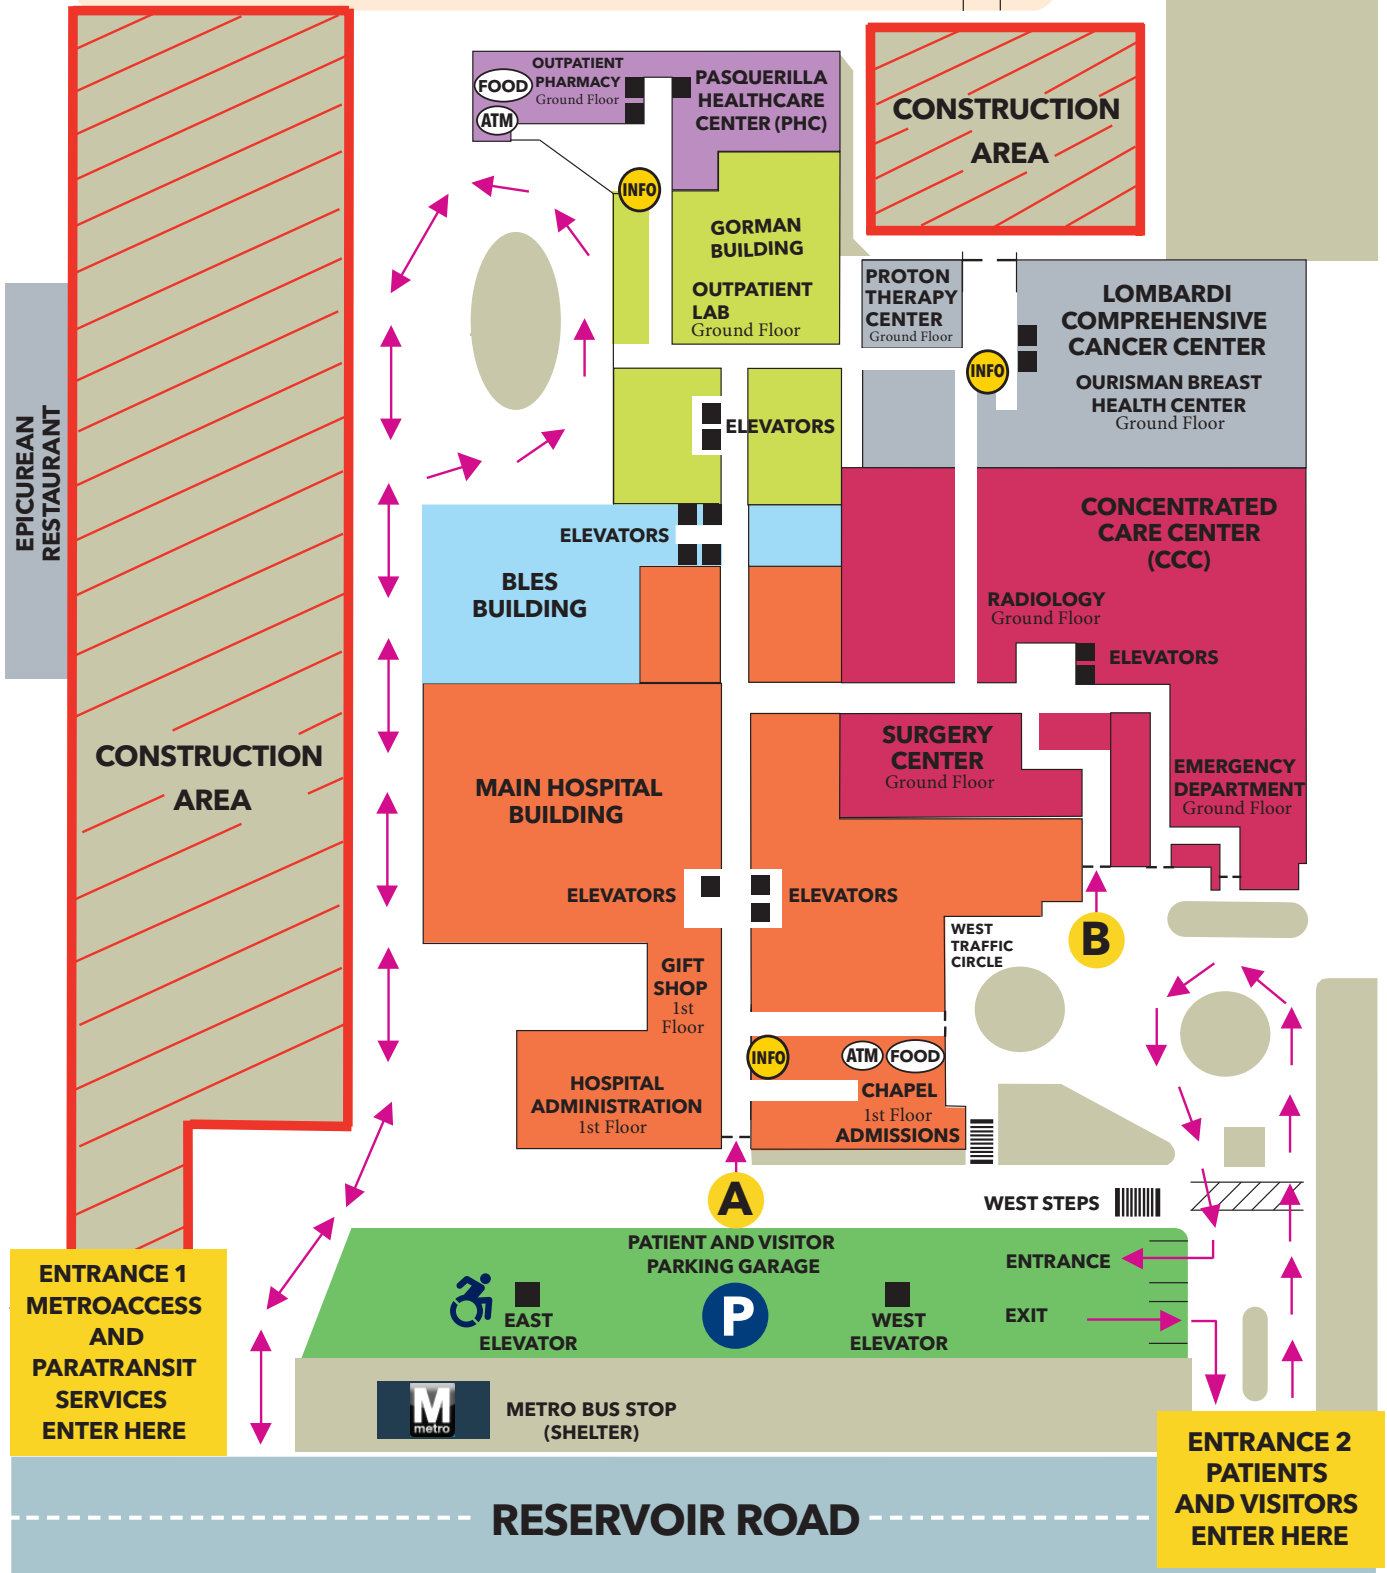 OUTPATIENT
PHARMACY
Ground Floor
FOOD
ATM
PASQUERILLA
HEALTHCARE
CENTER (PHC)
CONSTRUCTION
AREA
INFO
GORMAN
BUILDING
OUTPATIENT
LAB
Ground Floor
PROTON
THERAPY
CENTER
Ground Floor
INFO
LOMBARDI
COMPREHENSIVE
CANCER CENTER
OURISMAN BREAST
HEALTH CENTER
Ground Floor
EPICUREAN
RESTAURANT
ELEVATORS
ELEVATORS
BLES
BUILDING
CONCENTRATED
CARE CENTER
(CCC)
RADIOLOGY
Ground Floor
ELEVATORS
CONSTRUCTION
AREA
MAIN HOSPITAL
BUILDING
SURGERY
CENTER
Ground Floor
EMERGENCY
DEPARTMENT
Ground Floor
ELEVATORS
ELEVATORS
WEST
TRAFFIC
CIRCLE
B
GIFT
SHOP
1st
Floor
INFO
ATM
FOOD
HOSPITAL
ADMINISTRATION
1st Floor
CHAPEL
1st Floor
ADMISSIONS
A
WEST STEPS
PATIENT AND VISITOR
PARKING GARAGE
ENTRANCE
EXIT
P
EAST
ELEVATOR
WEST
ELEVATOR
ENTRANCE 1
METROACCESS
AND
PARATRANSIT
SERVICES
ENTER HERE
M
metro
METRO BUS STOP
(SHELTER)
ENTRANCE 2
PATIENTS
AND VISITORS
ENTER HERE
RESERVOIR ROAD